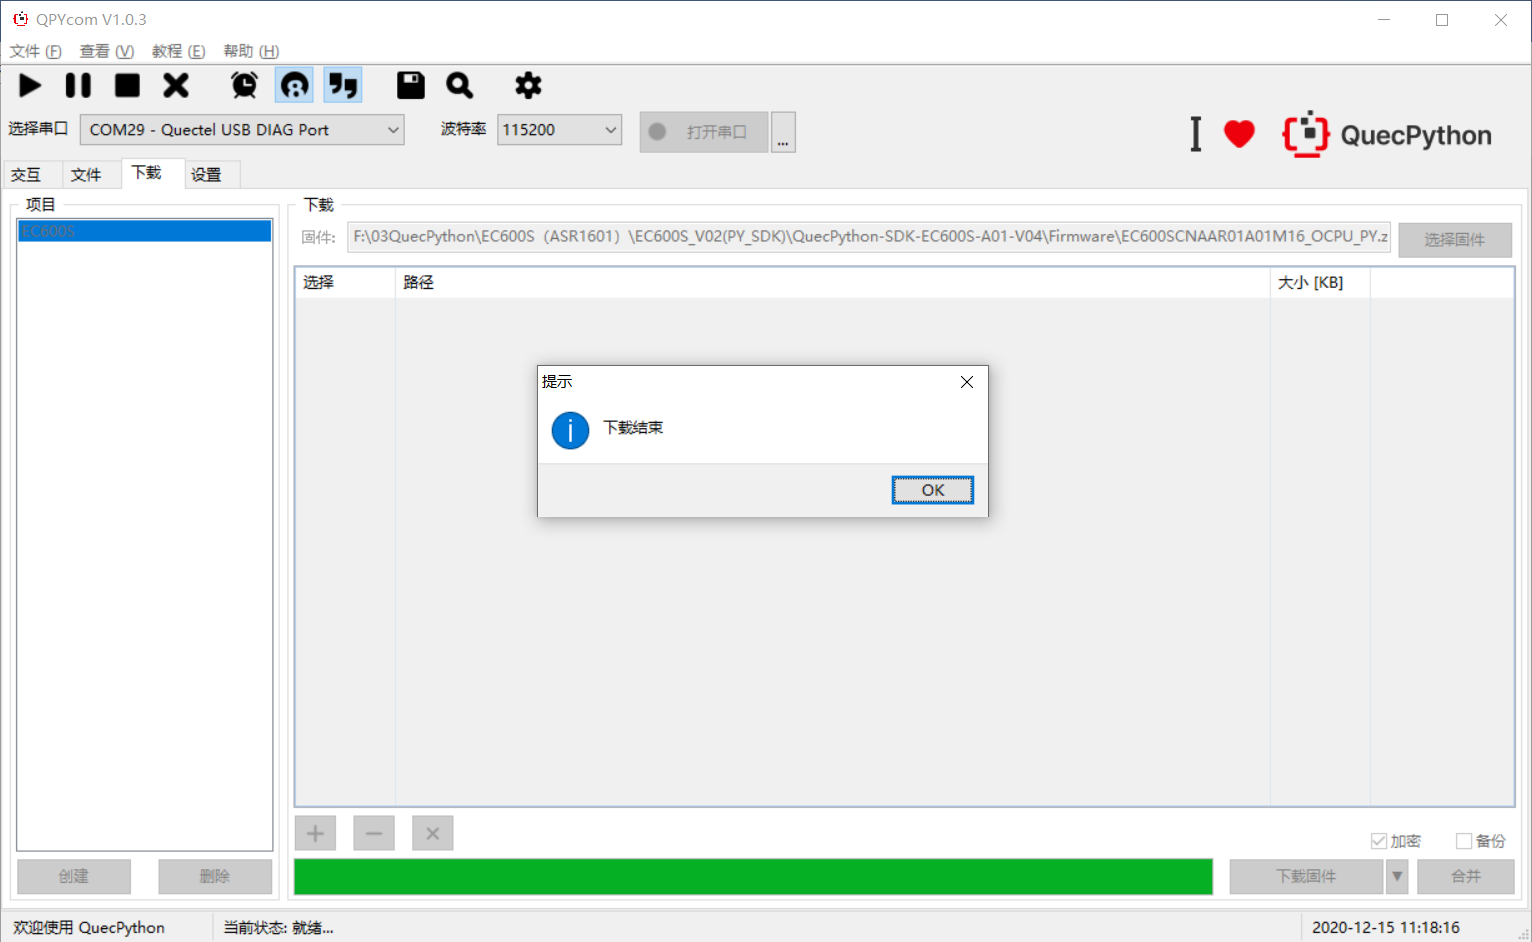 QPYcom V1.0.3
文件 (F) 查看 (V) 教程 (E) 帮助 (H)
选择串口 COM29 - Quectel USB DIAG Port 波特率 115200 打开串口 ...
I QuecPython
交互 文件 下载 设置
项目
EC600S
下载
固件: F:\03QuecPython\EC600S（ASR1601）\EC600S_V02(PY_SDK)\QuecPython-SDK-EC600S-A01-V04\Firmware\EC600SCNAAR01A01M16_OCPU_PY.z 选择固件
选择 路径 大小 [KB]
提示
下载结束
OK
加密 备份
创建 删除 下载固件 合并
欢迎使用 QuecPython 当前状态: 就绪... 2020-12-15 11:18:16